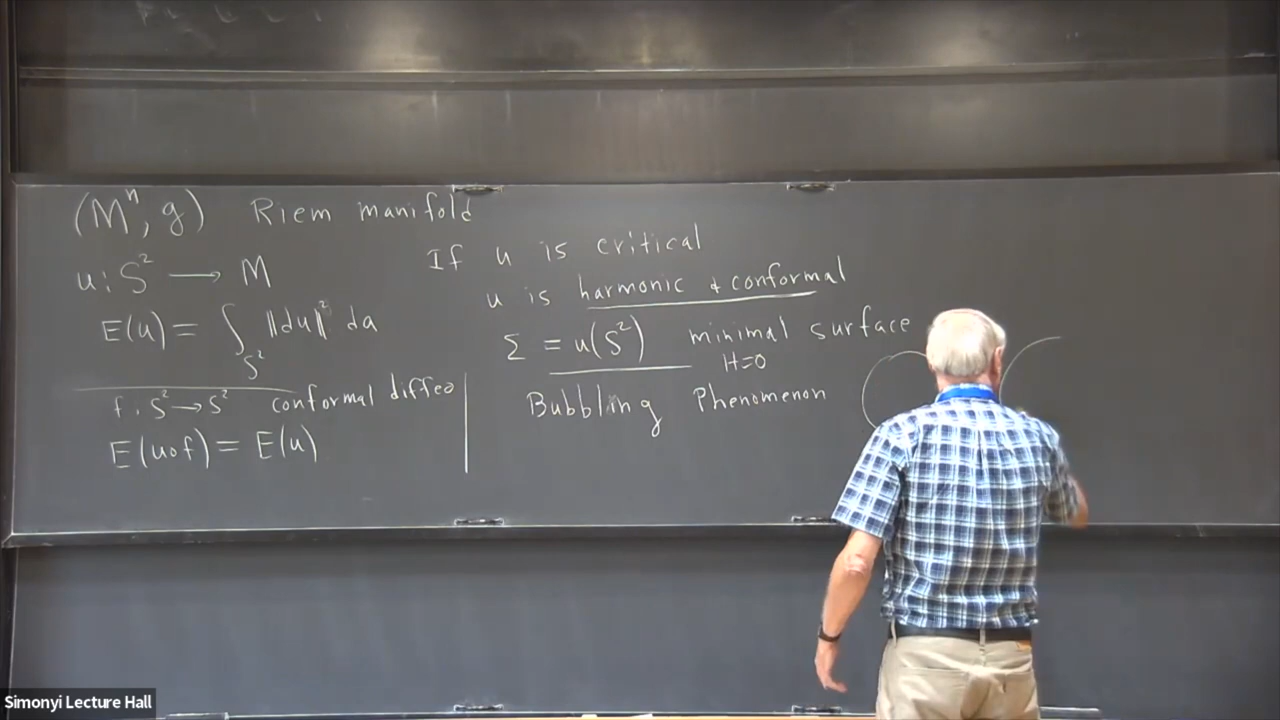 (Mⁿ, g) Riem manifold
u: S² ⟶ M
E(u) = ∫_{S²} ‖du‖² da
f: S² → S² conformal diffeo
E(u∘f) = E(u)
If u is critical
u is harmonic & conformal
Σ = u(S²) minimal surface
H=0
Bubbling Phenomenon
Simonyi Lecture Hall